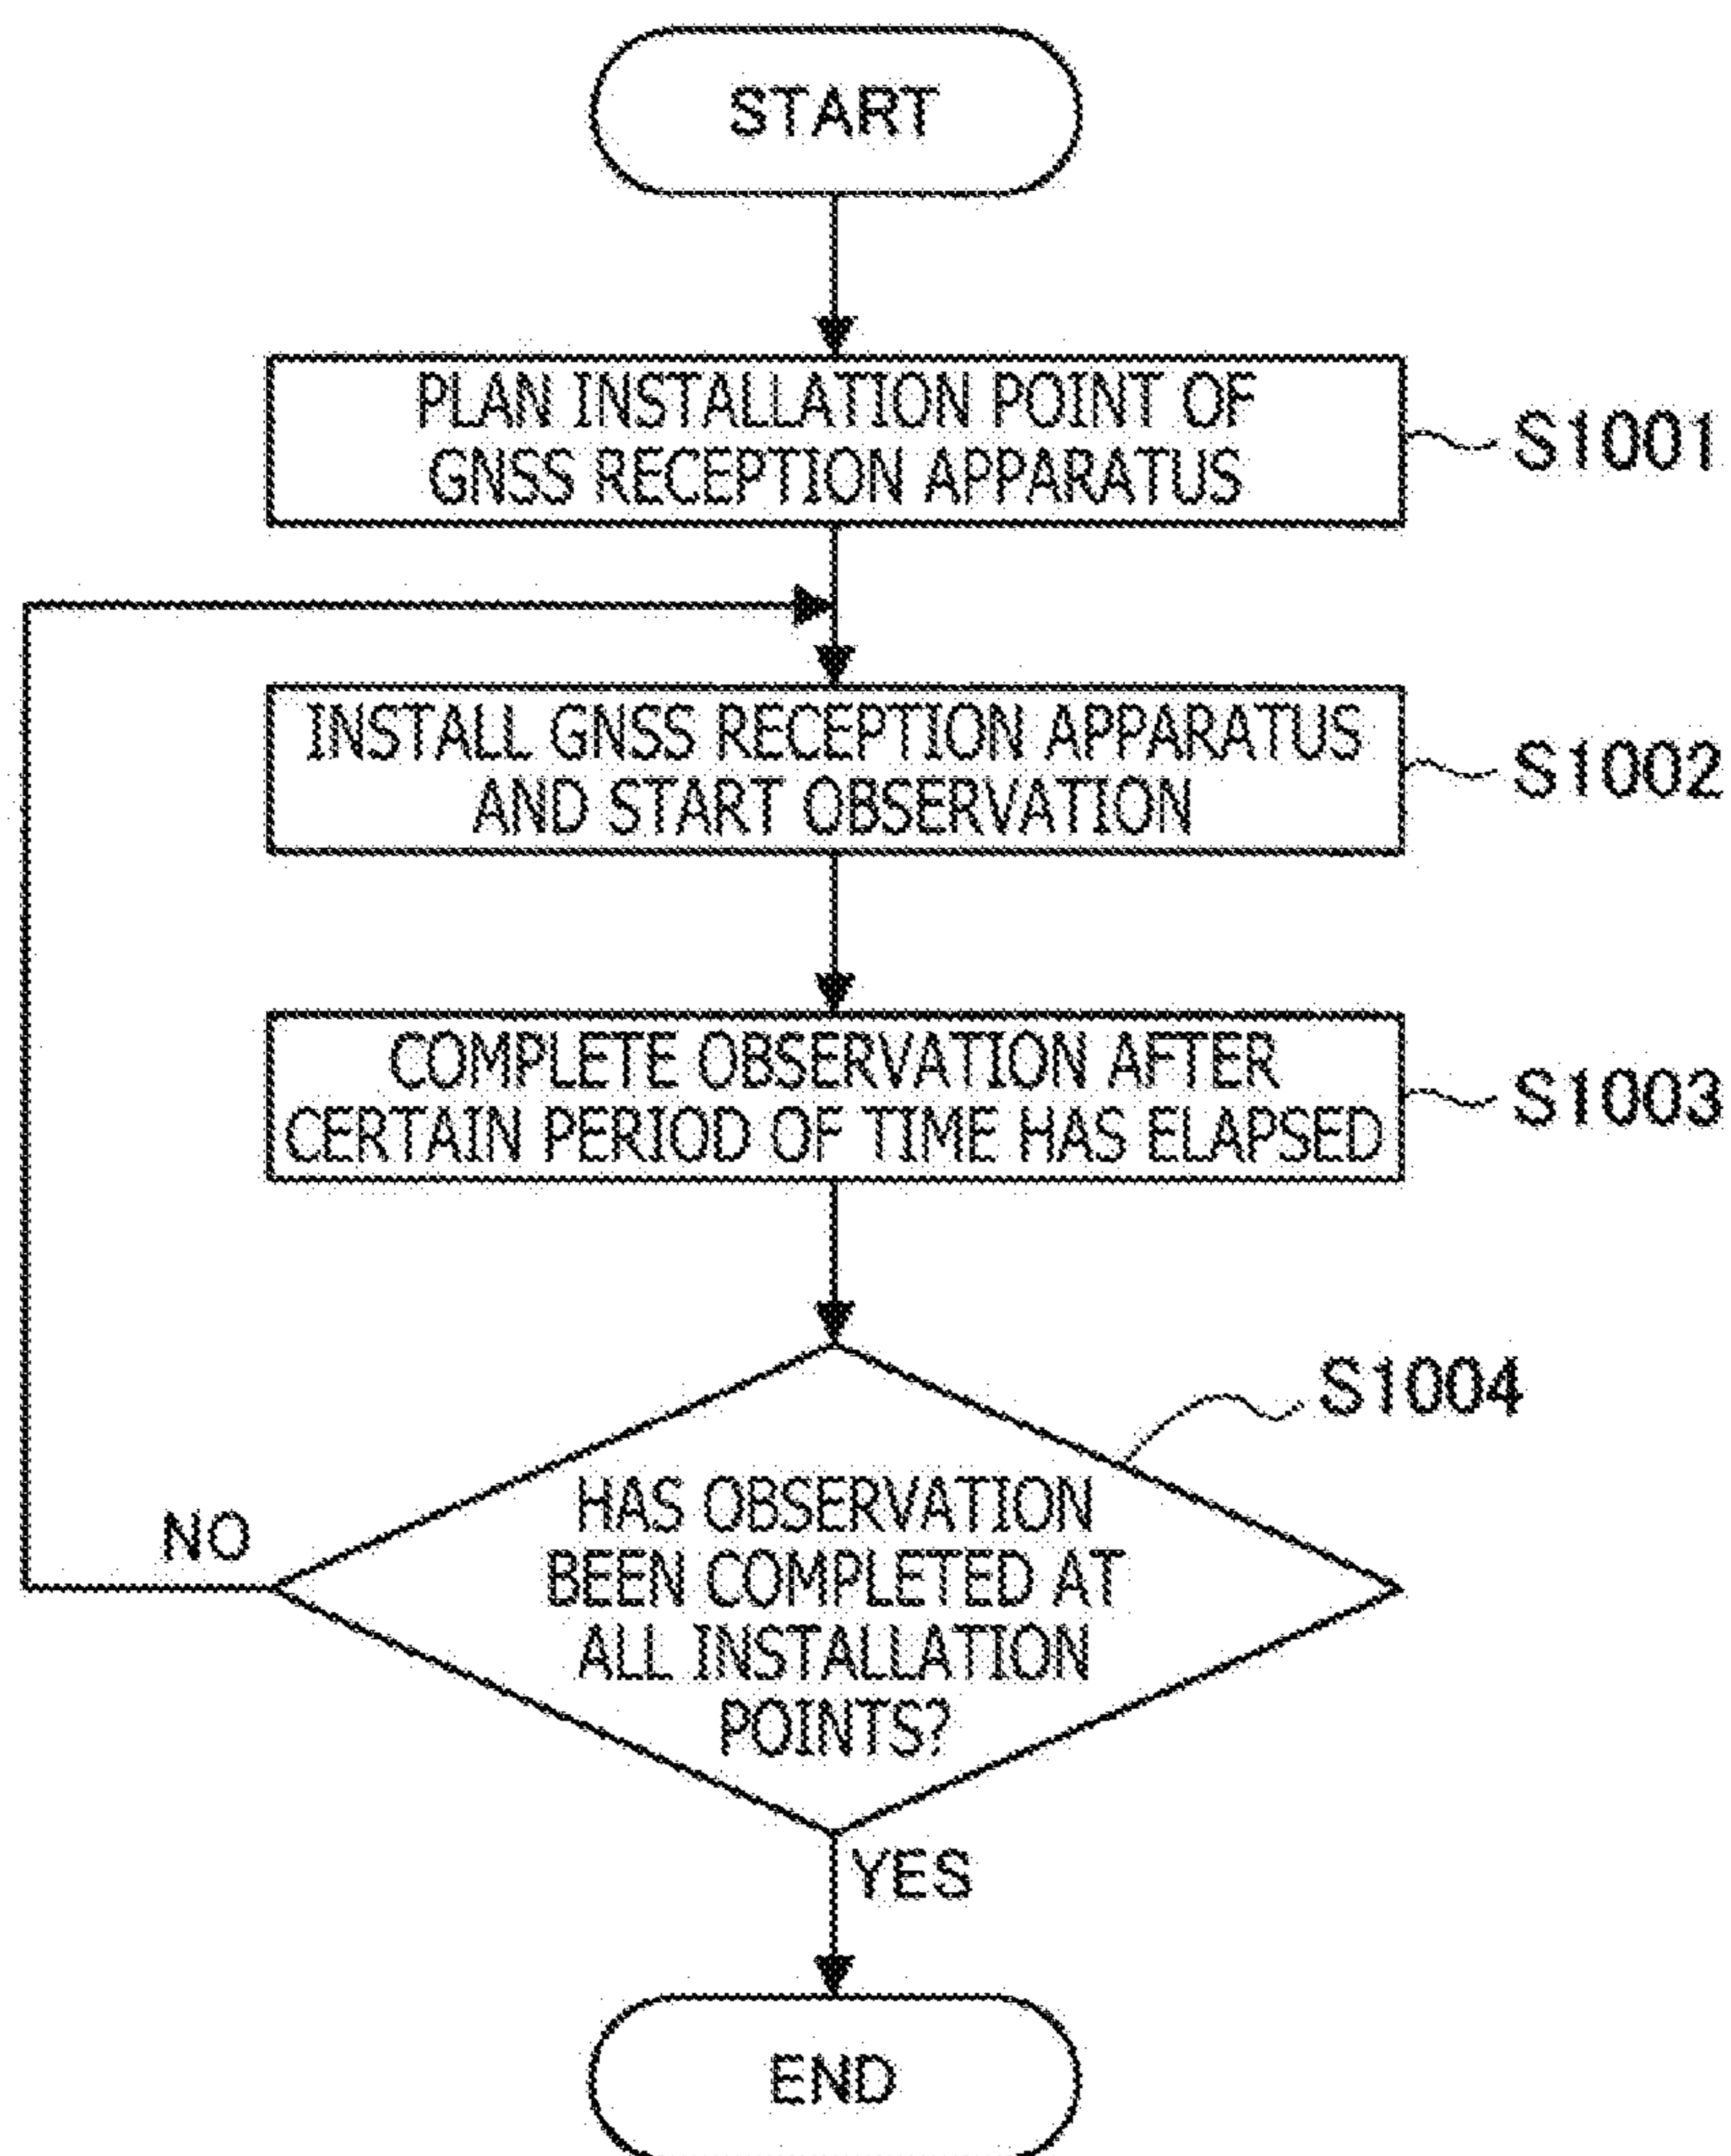 START
PLAN INSTALLATION POINT OF
GNSS RECEPTION APPARATUS
S1001
INSTALL GNSS RECEPTION APPARATUS
AND START OBSERVATION
S1002
COMPLETE OBSERVATION AFTER
CERTAIN PERIOD OF TIME HAS ELAPSED
S1003
S1004
HAS OBSERVATION
BEEN COMPLETED AT
ALL INSTALLATION
POINTS?
NO
YES
END